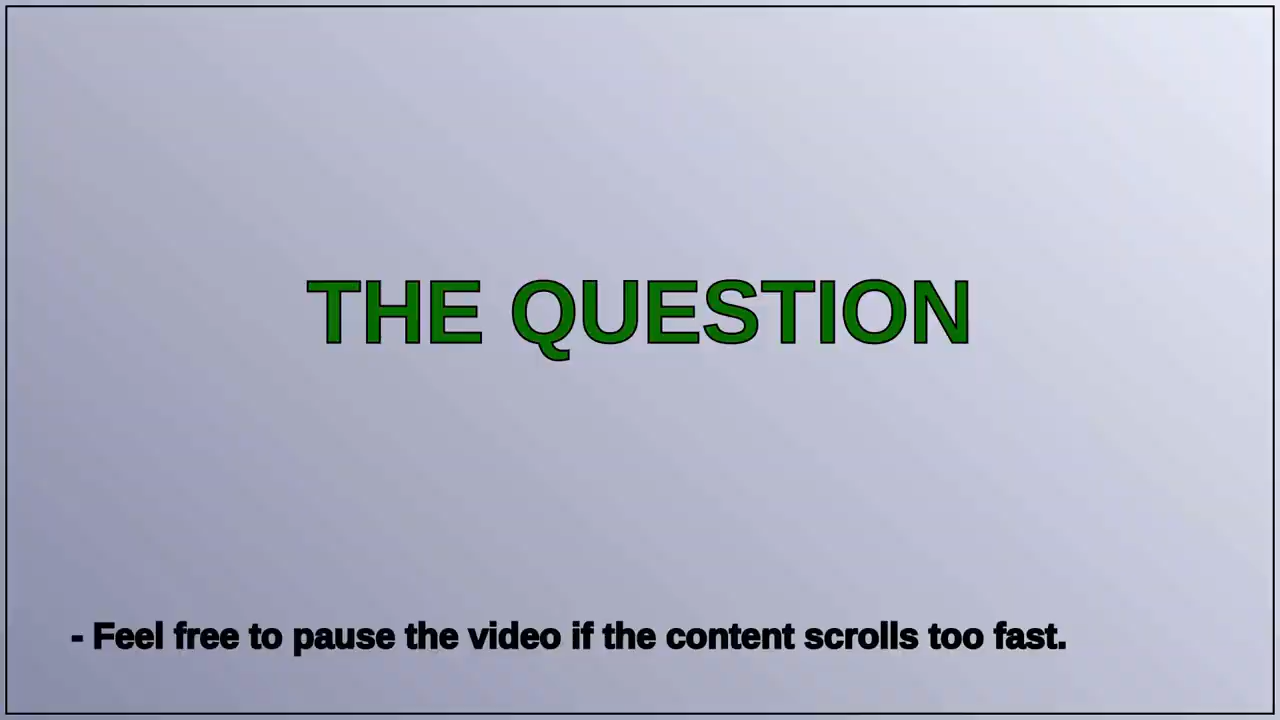 THE QUESTION
- Feel free to pause the video if the content scrolls too fast.